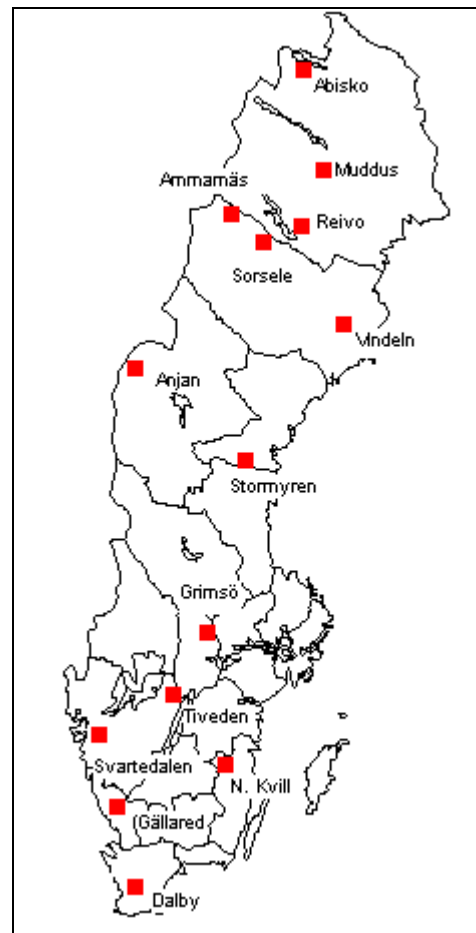 Abisko
Muddus
Ammarnäs
Reivo
Sorsele
Vindeln
Anjan
Stormyren
Grimsö
Tiveden
Svartedalen
N. Kvill
(Gällared
Dalby